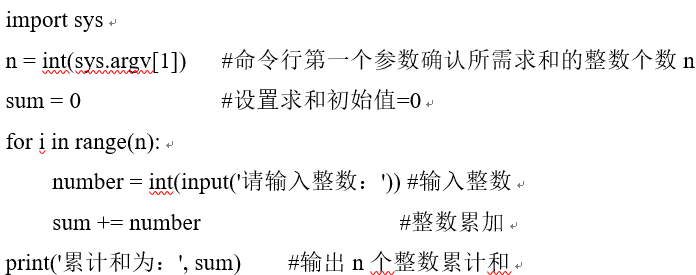 import sys
n = int(sys.argv[1]) #命令行第一个参数确认所需求和的整数个数 n
sum = 0 #设置求和初始值=0
for i in range(n):
number = int(input('请输入整数：')) #输入整数
sum += number #整数累加
print('累计和为：', sum) #输出 n 个整数累计和